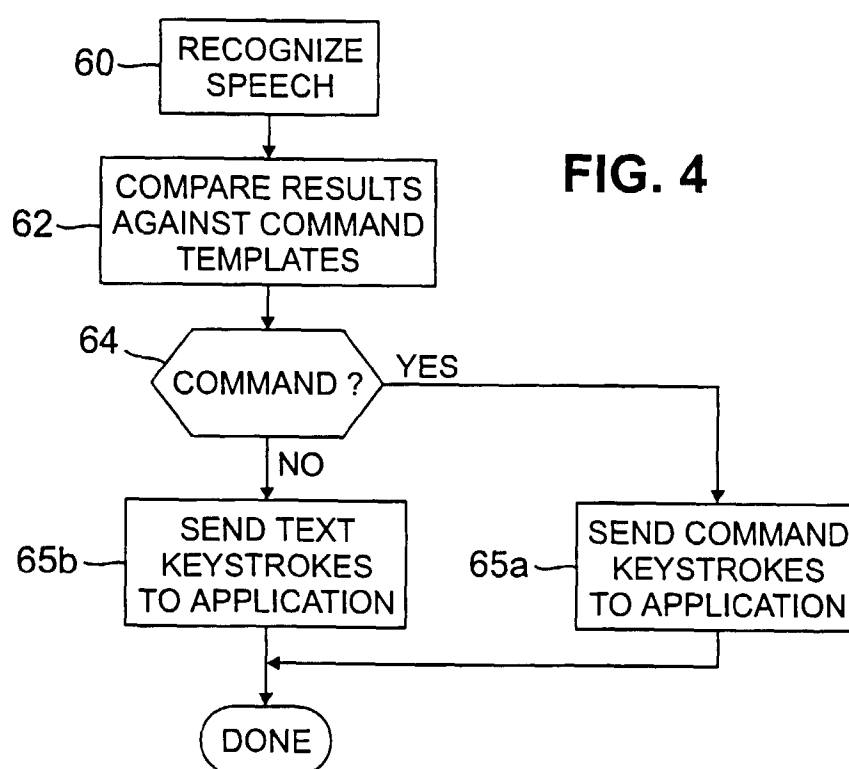 60
RECOGNIZE
SPEECH
FIG. 4
62
COMPARE RESULTS
AGAINST COMMAND
TEMPLATES
64
COMMAND ?
YES
NO
65b
SEND TEXT
KEYSTROKES
TO APPLICATION
65a
SEND COMMAND
KEYSTROKES
TO APPLICATION
DONE